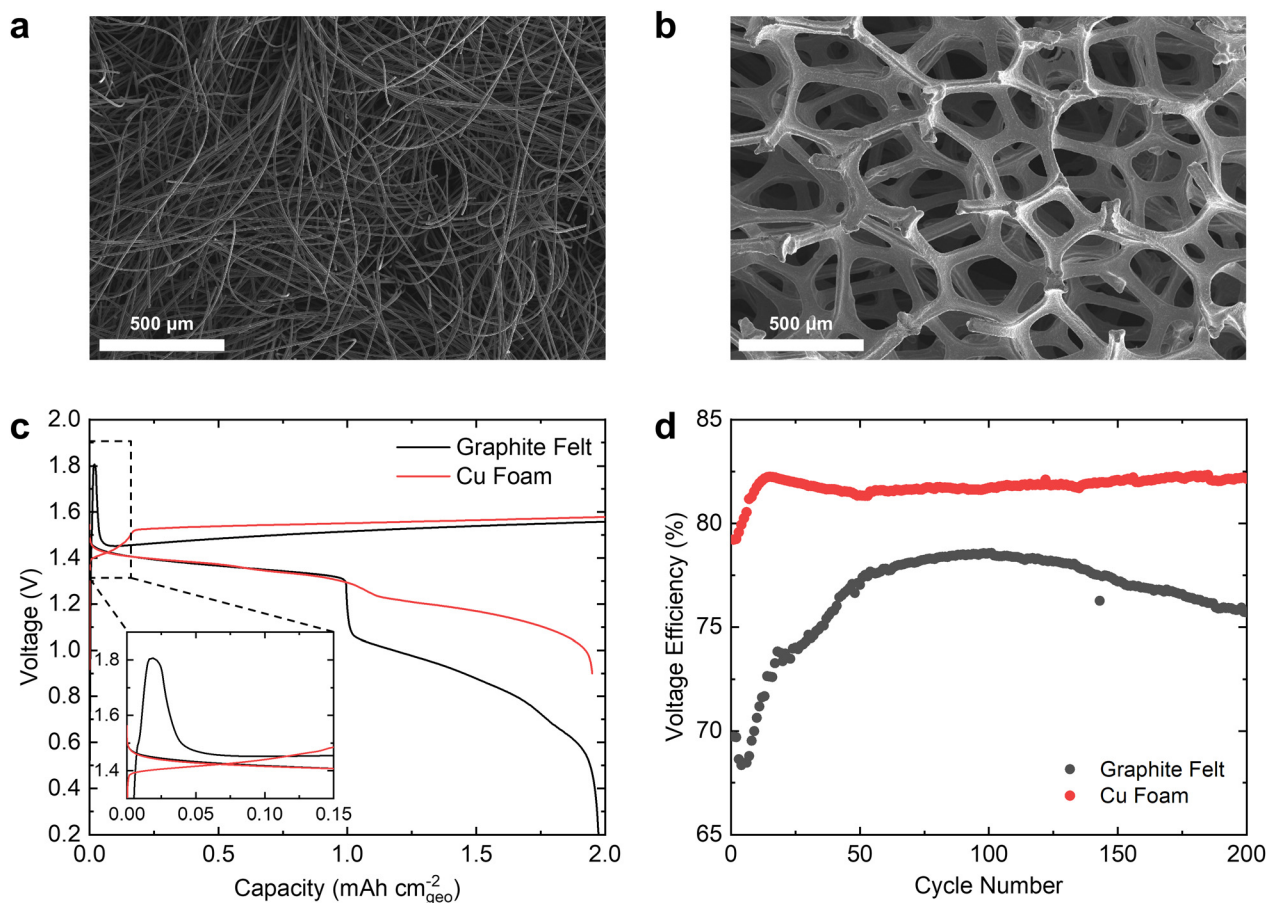 a
500 µm
b
500 µm
c
Voltage (V)
2.0
1.8
1.6
1.4
1.2
1.0
0.8
0.6
0.4
0.2
Graphite Felt
Cu Foam
1.8
1.6
1.4
0.00 0.05 0.10 0.15
0.0 0.5 1.0 1.5 2.0
Capacity (mAh cm⁻²geo)
d
Voltage Efficiency (%)
85
80
75
70
65
Graphite Felt
Cu Foam
0 50 100 150 200
Cycle Number